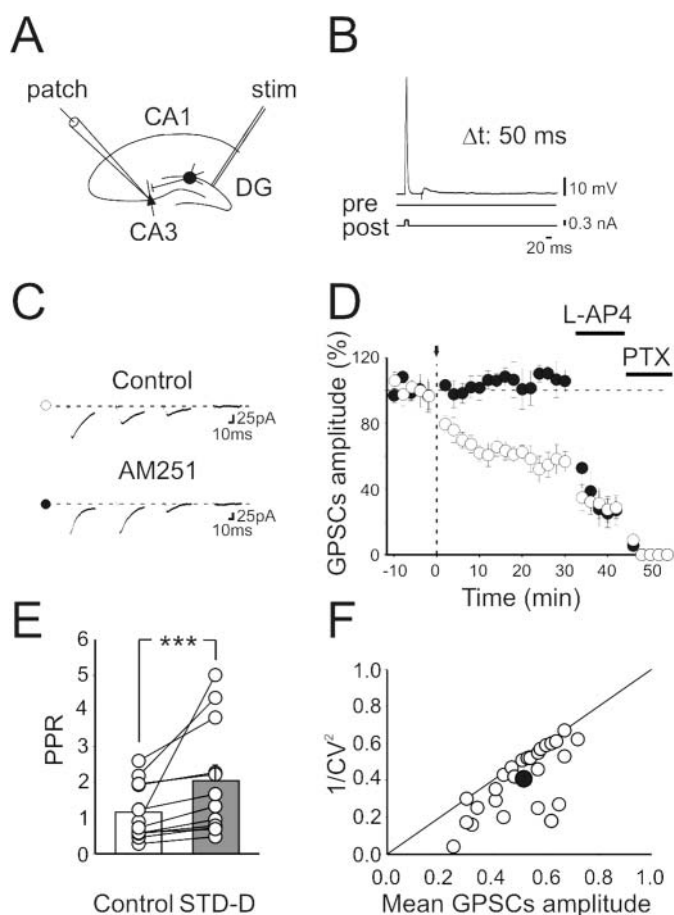 A
patch
stim
CA1
DG
CA3
B
Δt: 50 ms
10 mV
pre
post
0.3 nA
20 ms
C
Control
25pA
10ms
AM251
25pA
10ms
D
L-AP4
PTX
GPSCs amplitude (%)
120
80
40
0
-10 0 10 20 30 40 50
Time (min)
E
***
PPR
6
5
4
3
2
1
0
Control STD-D
F
1/CV²
1.0
0.8
0.6
0.4
0.2
0.0
0.0 0.2 0.4 0.6 0.8 1.0
Mean GPSCs amplitude